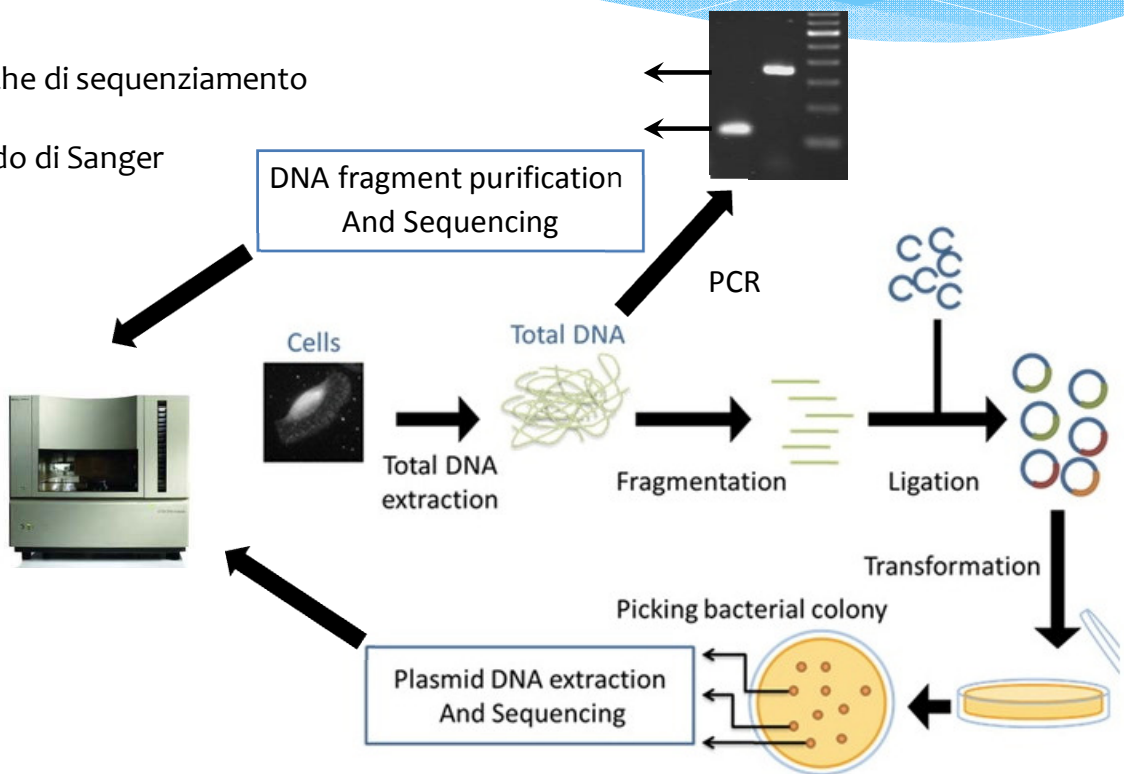 he di sequenziamento
do di Sanger
DNA fragment purification
And Sequencing
PCR
Cells
Total DNA
Total DNA
extraction
Fragmentation
Ligation
Transformation
Picking bacterial colony
Plasmid DNA extraction
And Sequencing